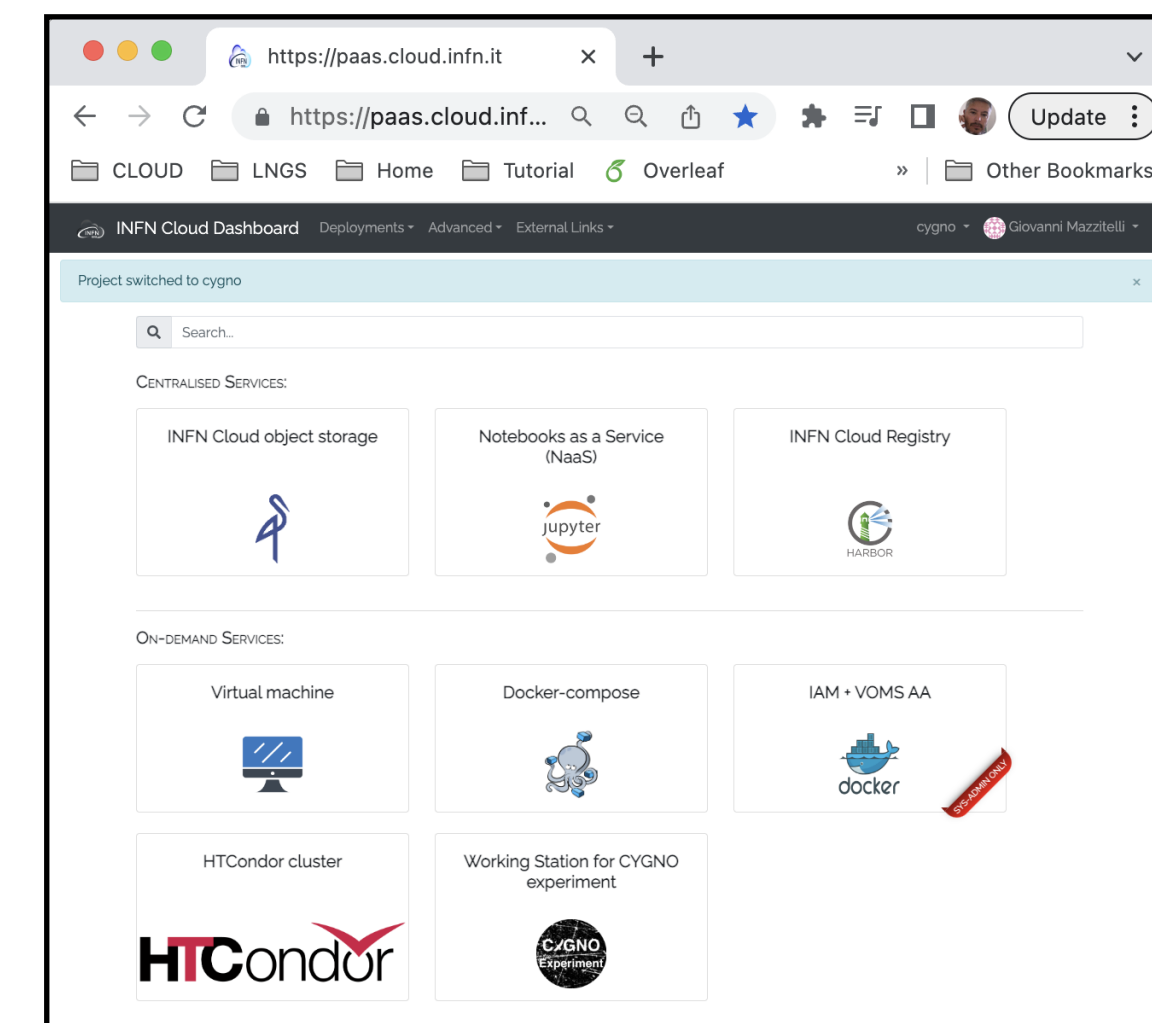 https://paas.cloud.infn.it
https://paas.cloud.inf...
Update
CLOUD LNGS Home Tutorial Overleaf » Other Bookmarks
INFN Cloud Dashboard Deployments Advanced External Links cygno Giovanni Mazzitelli
Project switched to cygno ×
Search...
CENTRALISED SERVICES:
INFN Cloud object storage
Notebooks as a Service
(NaaS)
jupyter
INFN Cloud Registry
HARBOR
ON-DEMAND SERVICES:
Virtual machine
Docker-compose
IAM + VOMS AA
docker
SYS-ADMIN ONLY
HTCondor cluster
HTCondor
Working Station for CYGNO
experiment
CYGNO
Experiment